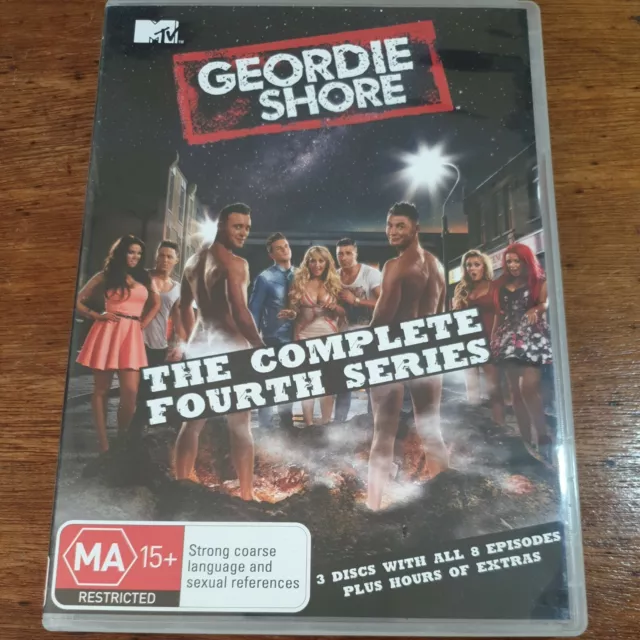 MTV
GEORDIE
SHORE
THE COMPLETE
FOURTH SERIES
MA 15+
RESTRICTED
Strong coarse
language and
sexual references
3 DISCS WITH ALL 8 EPISODES
PLUS HOURS OF EXTRAS